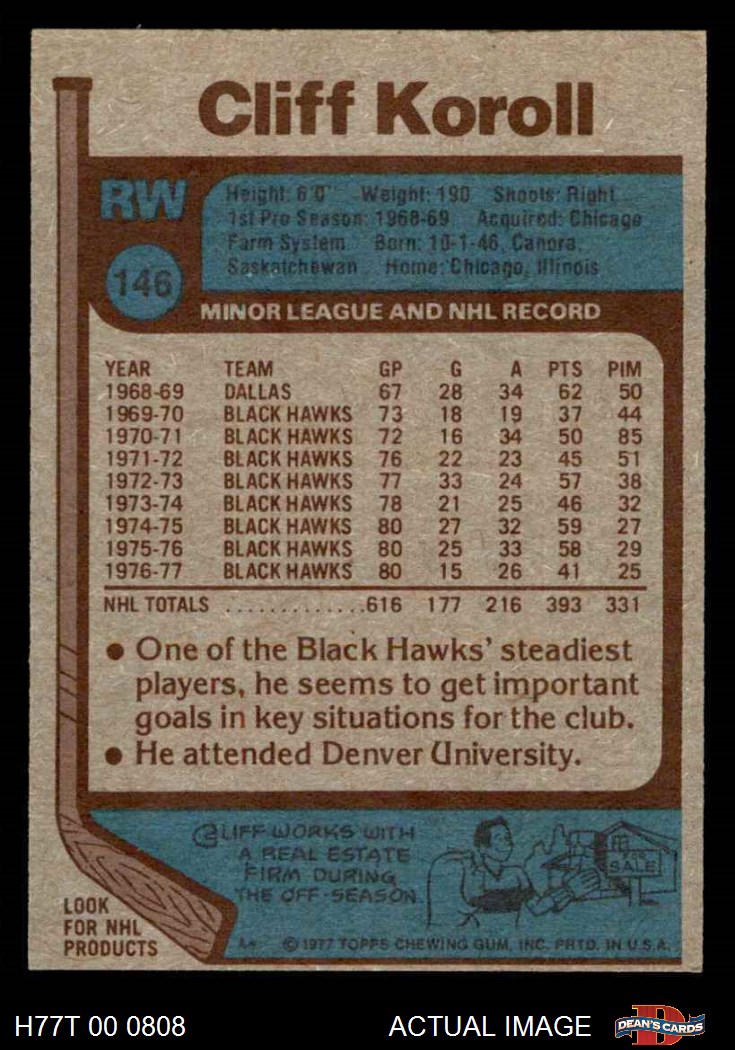 Cliff Koroll
RW
Height: 6'0" Weight: 190 Shoots: Right
1st Pro Season: 1968-69 Acquired: Chicago
Farm System Born: 10-1-46, Canora,
Saskatchewan Home: Chicago, Illinois
146
MINOR LEAGUE AND NHL RECORD
YEAR TEAM GP G A PTS PIM
1968-69 DALLAS 67 28 34 62 50
1969-70 BLACK HAWKS 73 18 19 37 44
1970-71 BLACK HAWKS 72 16 34 50 85
1971-72 BLACK HAWKS 76 22 23 45 51
1972-73 BLACK HAWKS 77 33 24 57 38
1973-74 BLACK HAWKS 78 21 25 46 32
1974-75 BLACK HAWKS 80 27 32 59 27
1975-76 BLACK HAWKS 80 25 33 58 29
1976-77 BLACK HAWKS 80 15 26 41 25
NHL TOTALS .............616 177 216 393 331
• One of the Black Hawks' steadiest
players, he seems to get important
goals in key situations for the club.
• He attended Denver University.
CLIFF WORKS WITH
A REAL ESTATE
FIRM DURING
THE OFF-SEASON
FOR
SALE
LOOK
FOR NHL
PRODUCTS
© 1977 TOPPS CHEWING GUM, INC. PRTD. IN U.S.A.
H77T 00 0808
ACTUAL IMAGE
D
DEAN'S CARDS